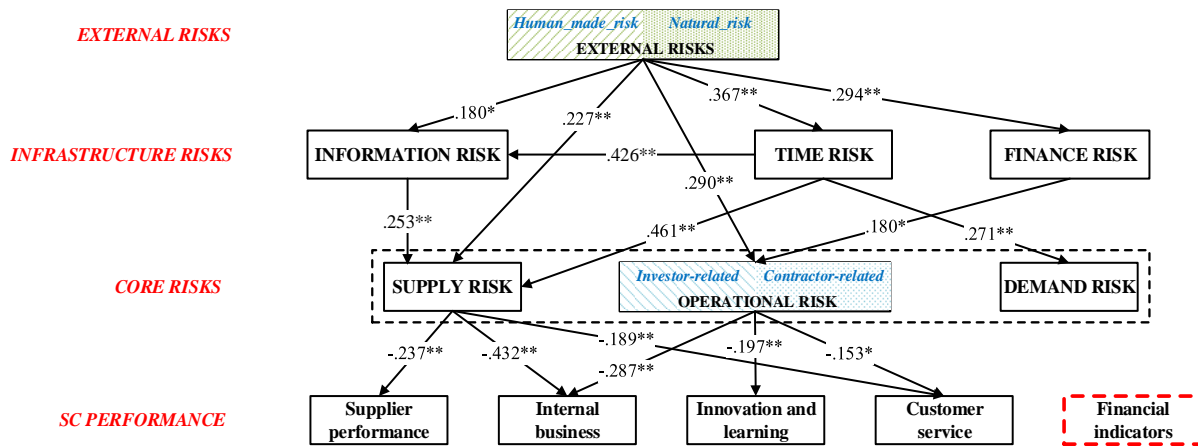 Human_made_risk Natural_risk
EXTERNAL RISKS
EXTERNAL RISKS
.180*
.227**
.367**
.294**
INFRASTRUCTURE RISKS
INFORMATION RISK
.426**
TIME RISK
FINANCE RISK
.290**
.253**
.461**
.180*
.271**
CORE RISKS
SUPPLY RISK
Investor-related Contractor-related
OPERATIONAL RISK
DEMAND RISK
-.237**
-.432**
-.189**
-.287**
-.197**
-.153*
SC PERFORMANCE
Supplier
performance
Internal
business
Innovation and
learning
Customer
service
Financial
indicators